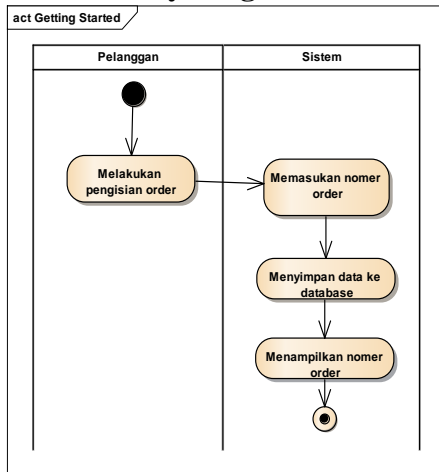 act Getting Started
Pelanggan
Sistem
Melakukan
pengisian order
Memasukan nomer
order
Menyimpan data ke
database
Menampilkan nomer
order